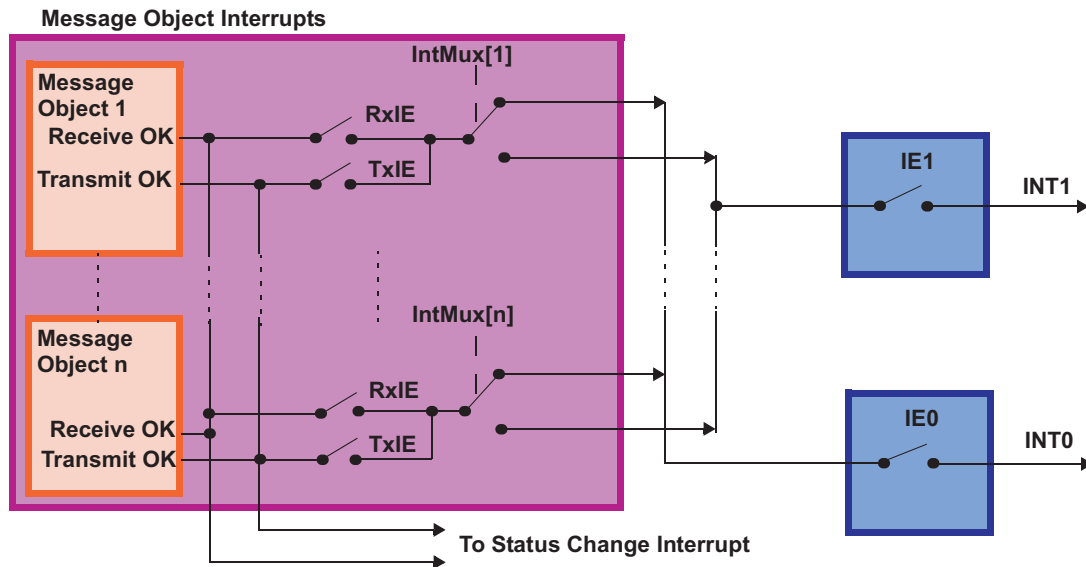 Message Object Interrupts
IntMux[1]
Message
Object 1
Receive OK
RxIE
Transmit OK
TxIE
IE1
INT1
IntMux[n]
Message
Object n
RxIE
Receive OK
TxIE
Transmit OK
IE0
INT0
To Status Change Interrupt